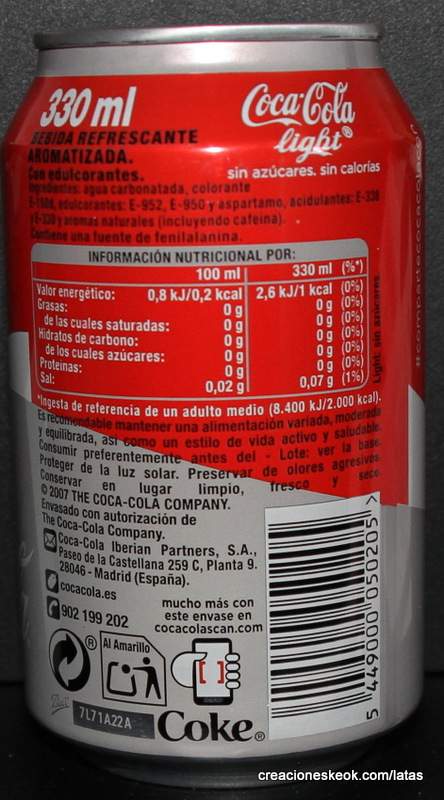 330 ml
Coca-Cola
light®
BEBIDA REFRESCANTE
AROMATIZADA.
Con edulcorantes.
sin azúcares. sin calorías
Ingredientes: agua carbonatada, colorante
E-150d, edulcorantes: E-952, E-950 y aspartamo, acidulantes: E-338
y E-330 y aromas naturales (incluyendo cafeína).
Contiene una fuente de fenilalanina.
INFORMACIÓN NUTRICIONAL POR:
100 ml 330 ml (%*)
Valor energético: 0,8 kJ/0,2 kcal 2,6 kJ/1 kcal (0%)
Grasas: 0 g 0 g (0%)
de las cuales saturadas: 0 g 0 g (0%)
Hidratos de carbono: 0 g 0 g (0%)
de los cuales azúcares: 0 g 0 g (0%)
Proteínas: 0 g 0 g (0%)
Sal: 0,02 g 0,07 g (1%)
Light: sin azúcares.
*Ingesta de referencia de un adulto medio (8.400 kJ/2.000 kcal).
Es recomendable mantener una alimentación variada, moderada
y equilibrada, así como un estilo de vida activo y saludable.
Consumir preferentemente antes del - Lote: ver la base.
Proteger de la luz solar. Preservar de olores agresivos.
Conservar en lugar limpio, fresco y seco.
© 2007 THE COCA-COLA COMPANY.
Envasado con autorización de
The Coca-Cola Company.
Coca-Cola Iberian Partners, S.A.,
Paseo de la Castellana 259 C, Planta 9.
28046 - Madrid (España).
cocacola.es
902 199 202
mucho más con
este envase en
cocacolascan.com
®
Al Amarillo
Ball
7L71A22A
Coke®
5 449000 050205 >
creacioneskeok.com/latas